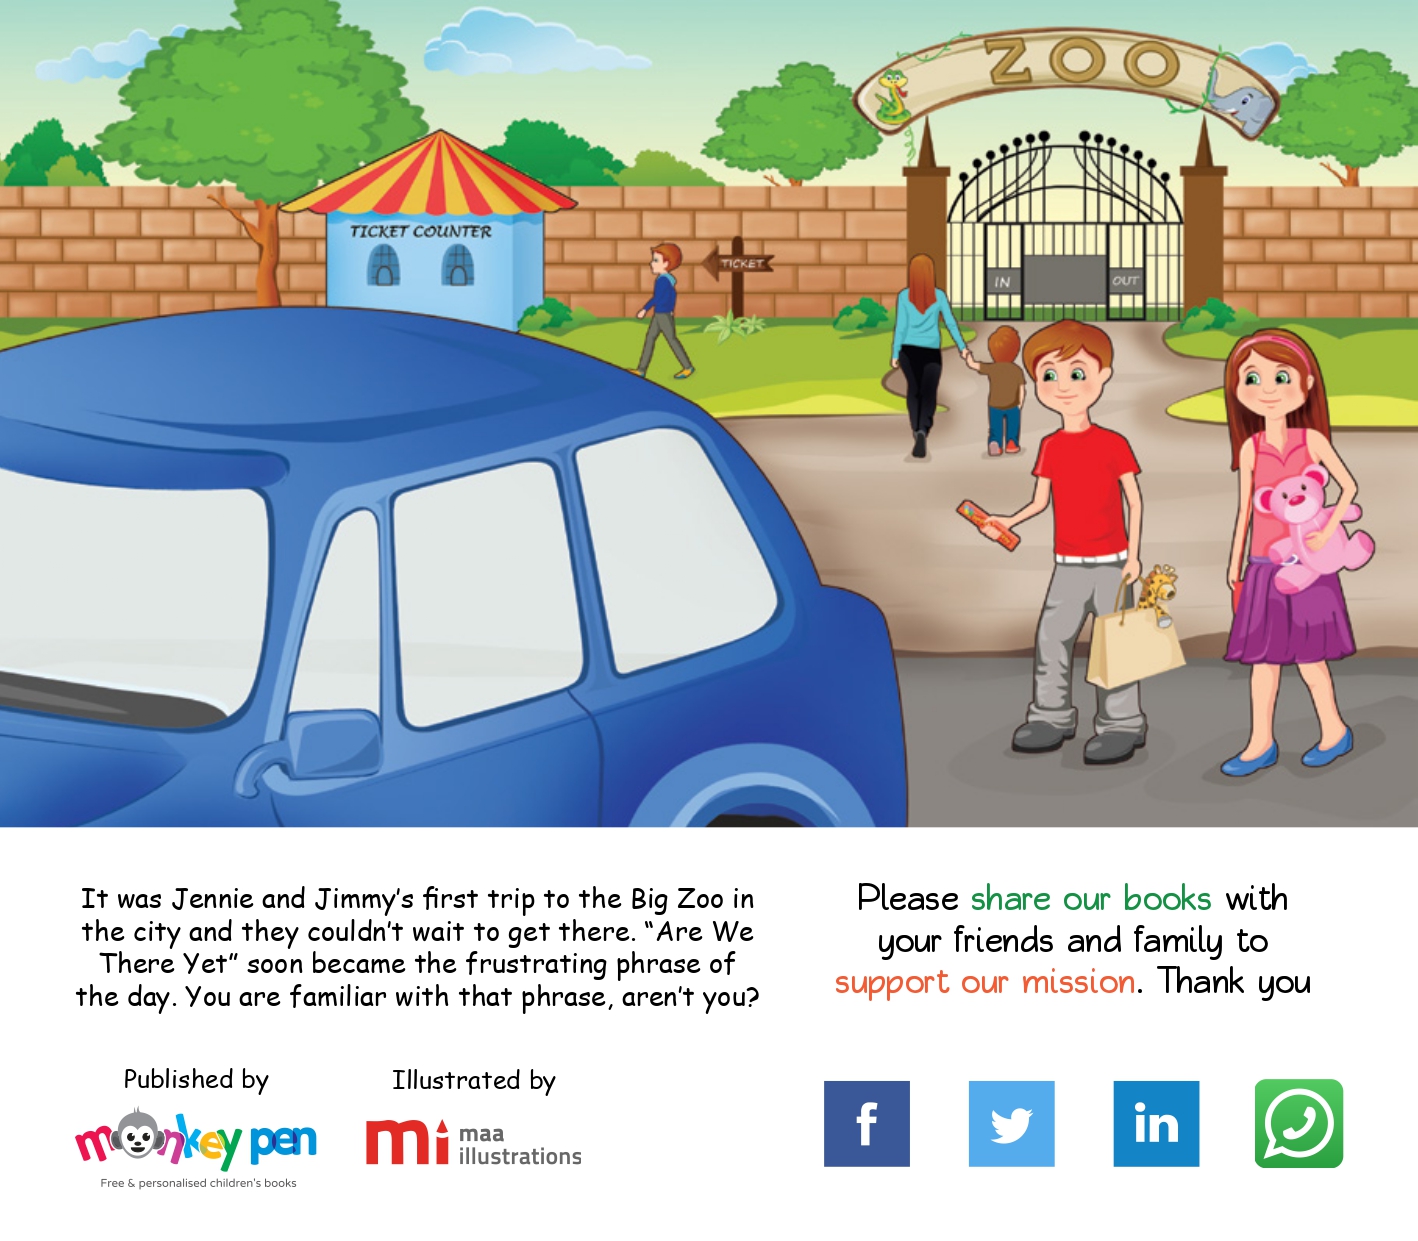 ZOO
TICKET COUNTER
TICKET
IN
OUT
It was Jennie and Jimmy's first trip to the Big Zoo in
the city and they couldn't wait to get there. "Are We
There Yet" soon became the frustrating phrase of
the day. You are familiar with that phrase, aren't you?
Please share our books with
your friends and family to
support our mission. Thank you
Published by
monkey pen
Free & personalised children's books
Illustrated by
mi maa
illustrations
f
in